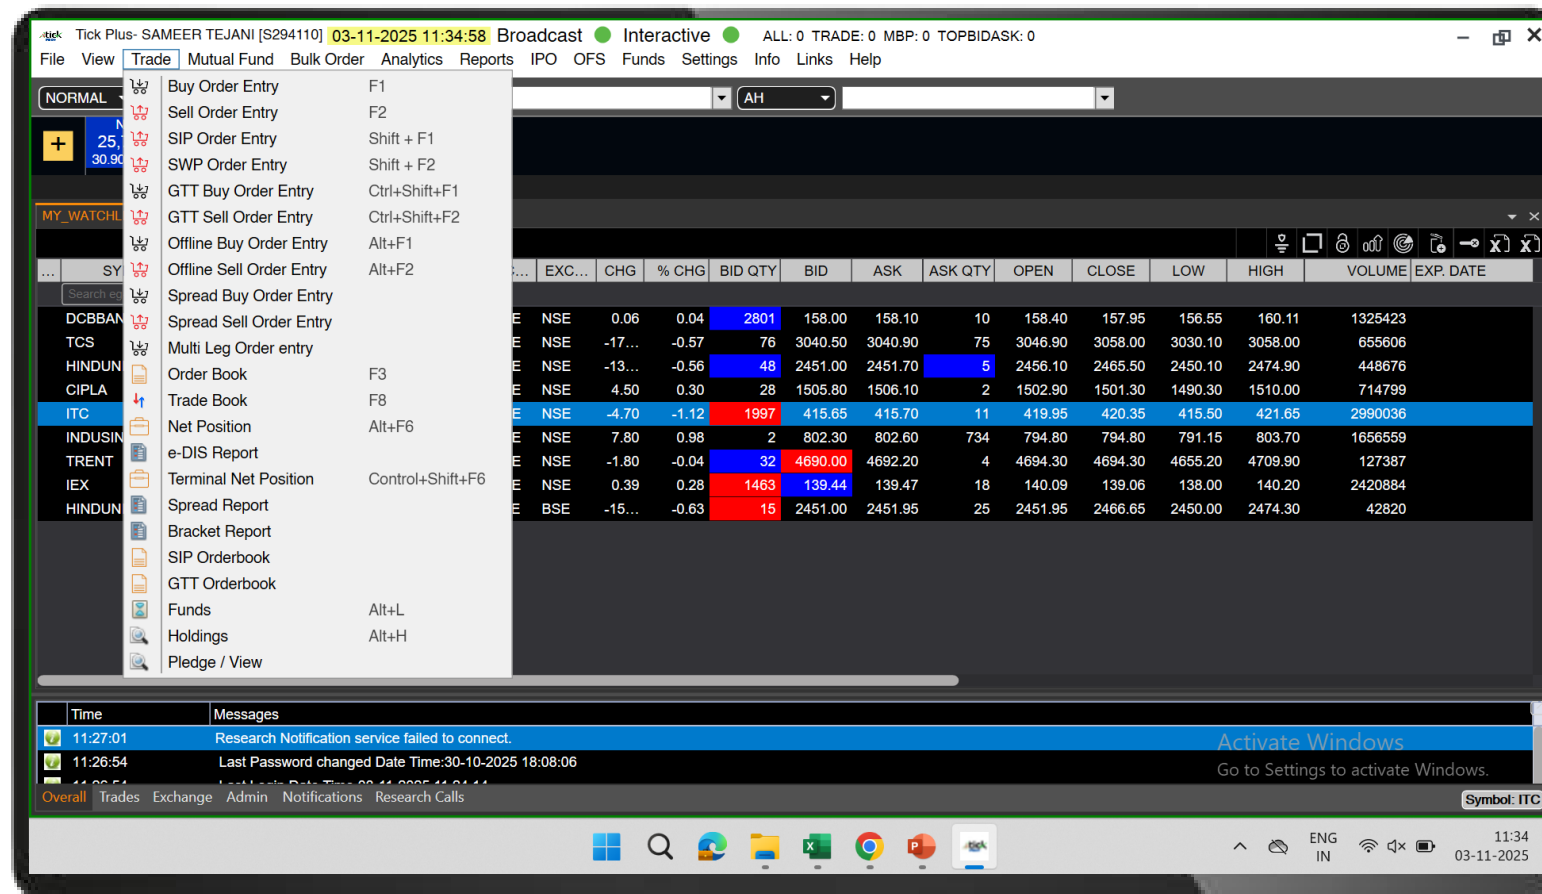 tick Tick Plus- SAMEER TEJANI [S294110] 03-11-2025 11:34:58 Broadcast Interactive ALL: 0 TRADE: 0 MBP: 0 TOPBIDASK: 0
File View Trade Mutual Fund Bulk Order Analytics Reports IPO OFS Funds Settings Info Links Help
NORMAL AH
Buy Order Entry F1
Sell Order Entry F2
SIP Order Entry Shift + F1
SWP Order Entry Shift + F2
GTT Buy Order Entry Ctrl+Shift+F1
GTT Sell Order Entry Ctrl+Shift+F2
Offline Buy Order Entry Alt+F1
Offline Sell Order Entry Alt+F2
Spread Buy Order Entry
Spread Sell Order Entry
Multi Leg Order entry
Order Book F3
Trade Book F8
Net Position Alt+F6
e-DIS Report
Terminal Net Position Control+Shift+F6
Spread Report
Bracket Report
SIP Orderbook
GTT Orderbook
Funds Alt+L
Holdings Alt+H
Pledge / View
N
25,
30.90
MY_WATCHL
... SY ... EXC... CHG % CHG BID QTY BID ASK ASK QTY OPEN CLOSE LOW HIGH VOLUME EXP. DATE
Search eg
DCBBAN E NSE 0.06 0.04 2801 158.00 158.10 10 158.40 157.95 156.55 160.11 1325423
TCS E NSE -17... -0.57 76 3040.50 3040.90 75 3046.90 3058.00 3030.10 3058.00 655606
HINDUN E NSE -13... -0.56 48 2451.00 2451.70 5 2456.10 2465.50 2450.10 2474.90 448676
CIPLA E NSE 4.50 0.30 28 1505.80 1506.10 2 1502.90 1501.30 1490.30 1510.00 714799
ITC E NSE -4.70 -1.12 1997 415.65 415.70 11 419.95 420.35 415.50 421.65 2990036
INDUSIN E NSE 7.80 0.98 2 802.30 802.60 734 794.80 794.80 791.15 803.70 1656559
TRENT E NSE -1.80 -0.04 32 4690.00 4692.20 4 4694.30 4694.30 4655.20 4709.90 127387
IEX E NSE 0.39 0.28 1463 139.44 139.47 18 140.09 139.06 138.00 140.20 2420884
HINDUN E BSE -15... -0.63 15 2451.00 2451.95 25 2451.95 2466.65 2450.00 2474.30 42820
Time Messages
11:27:01 Research Notification service failed to connect.
11:26:54 Last Password changed Date Time:30-10-2025 18:08:06
Activate Windows
Go to Settings to activate Windows.
Overall Trades Exchange Admin Notifications Research Calls
Symbol: ITC
ENG
IN
11:34
03-11-2025